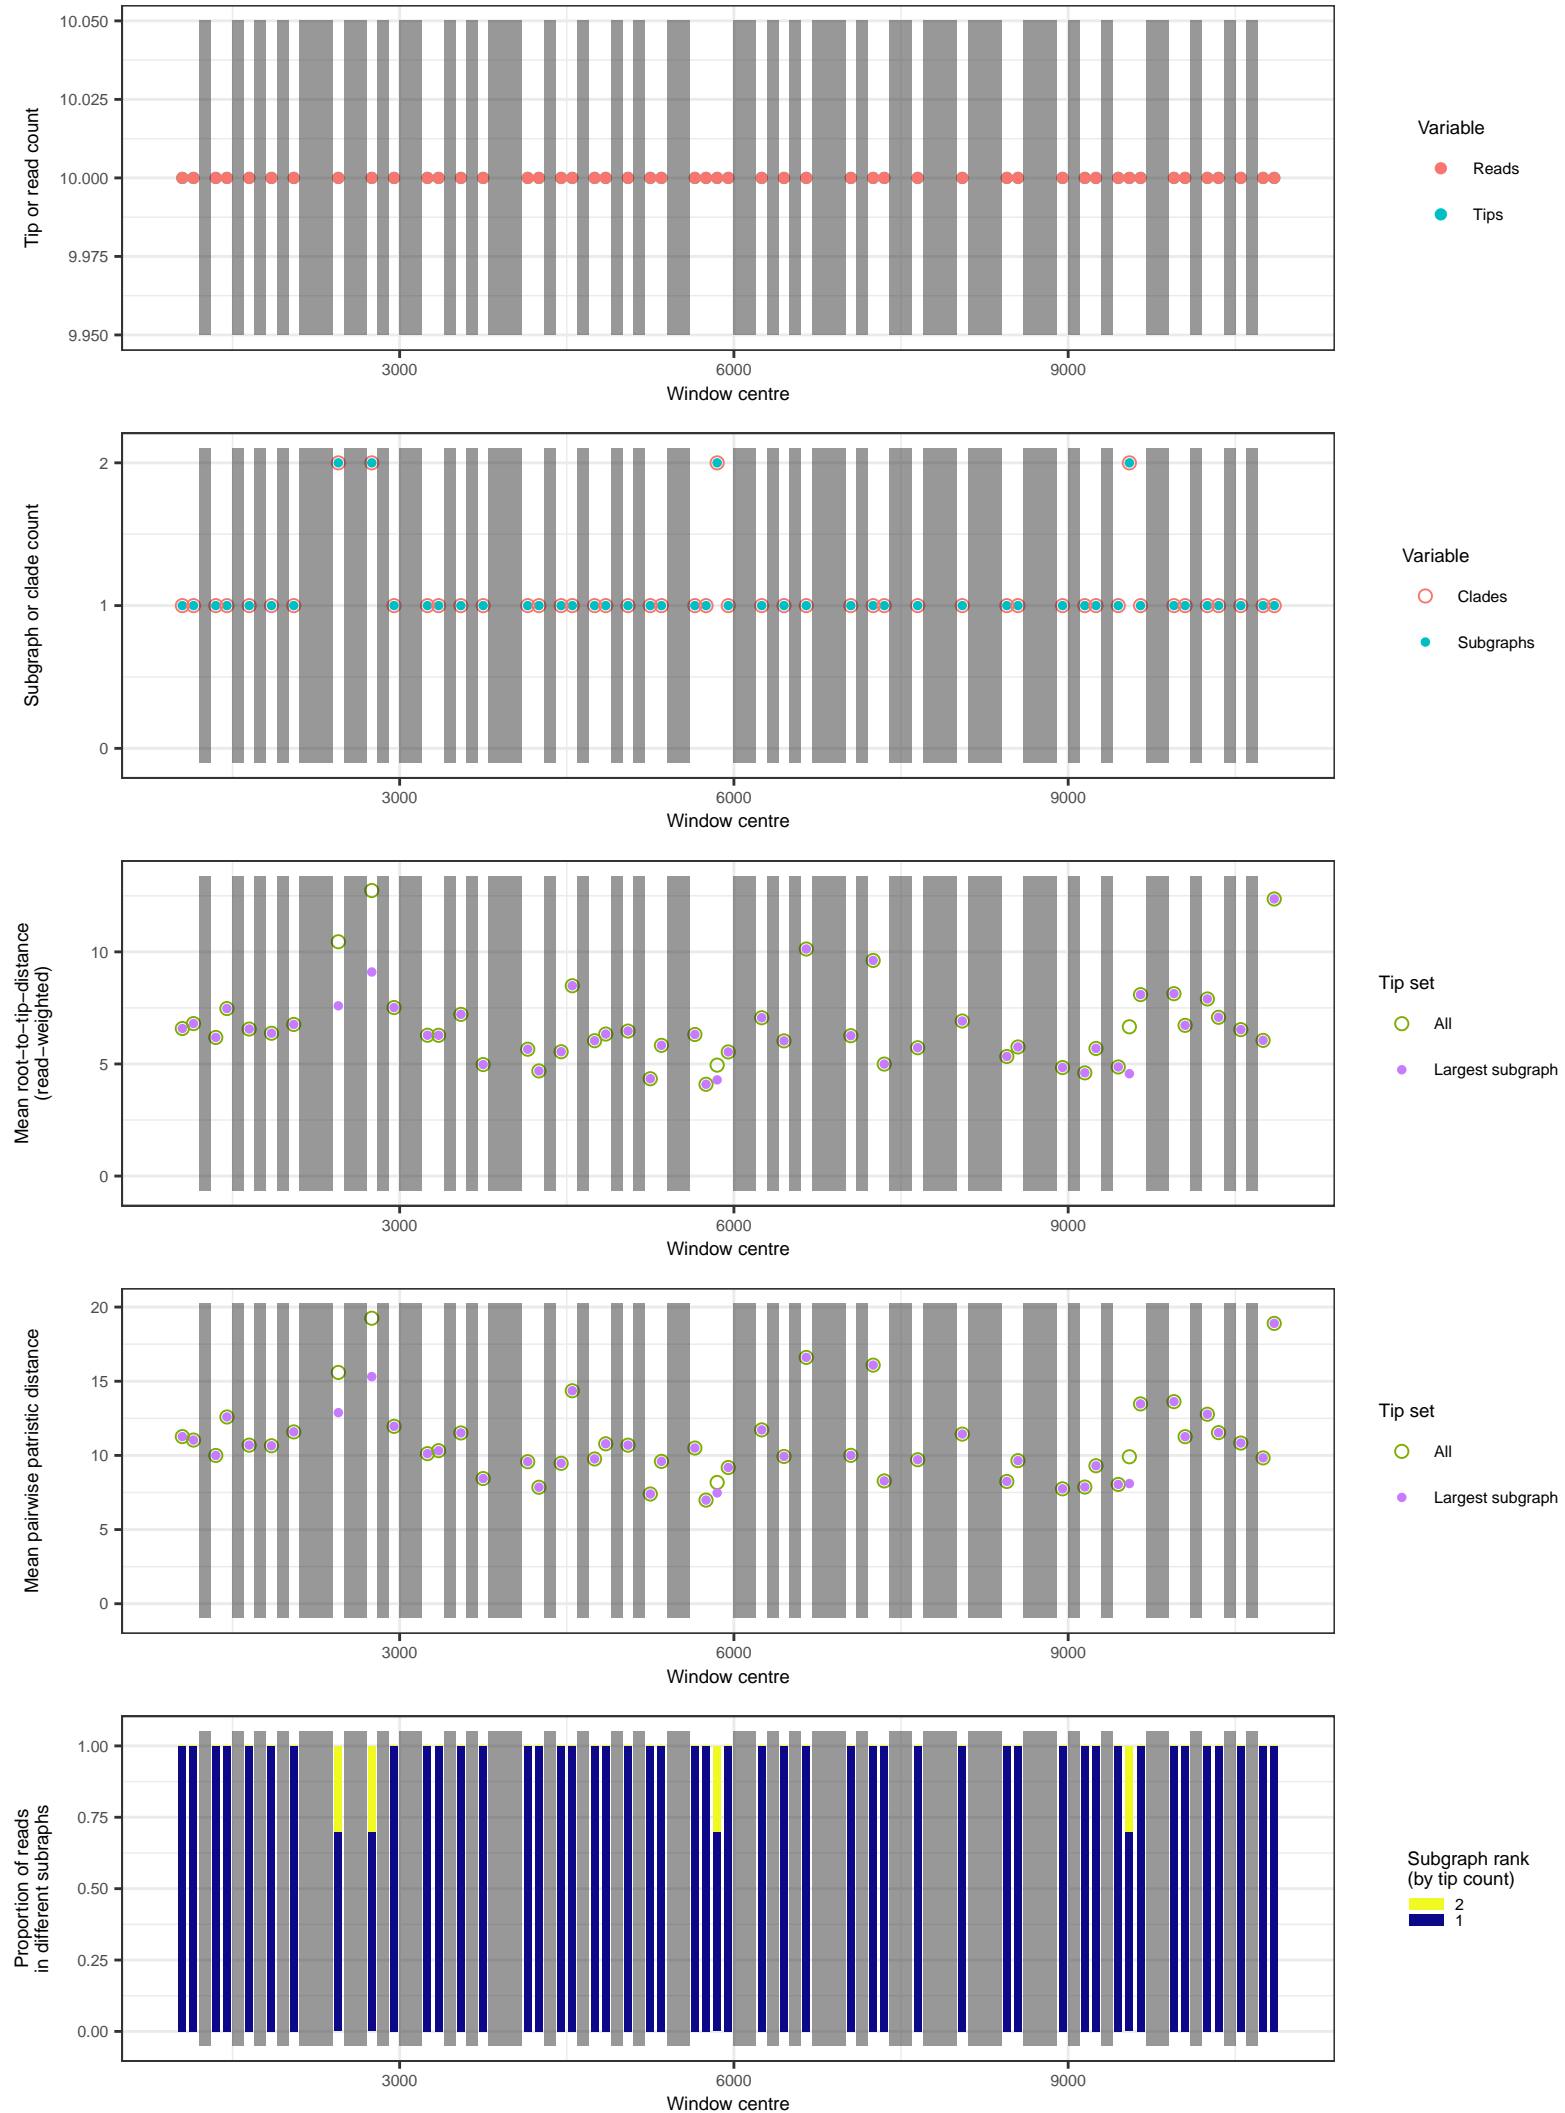 10.050
10.025
10.000
9.975
9.950
Tip or read count
3000
6000
9000
Window centre
Variable
Reads
Tips
2
1
0
Subgraph or clade count
3000
6000
9000
Window centre
Variable
Clades
Subgraphs
10
5
0
Mean root−to−tip−distance
(read−weighted)
3000
6000
9000
Window centre
Tip set
All
Largest subgraph
20
15
10
5
0
Mean pairwise patristic distance
3000
6000
9000
Window centre
Tip set
All
Largest subgraph
1.00
0.75
0.50
0.25
0.00
Proportion of reads
in different subraphs
3000
6000
9000
Window centre
Subgraph rank
(by tip count)
2
1